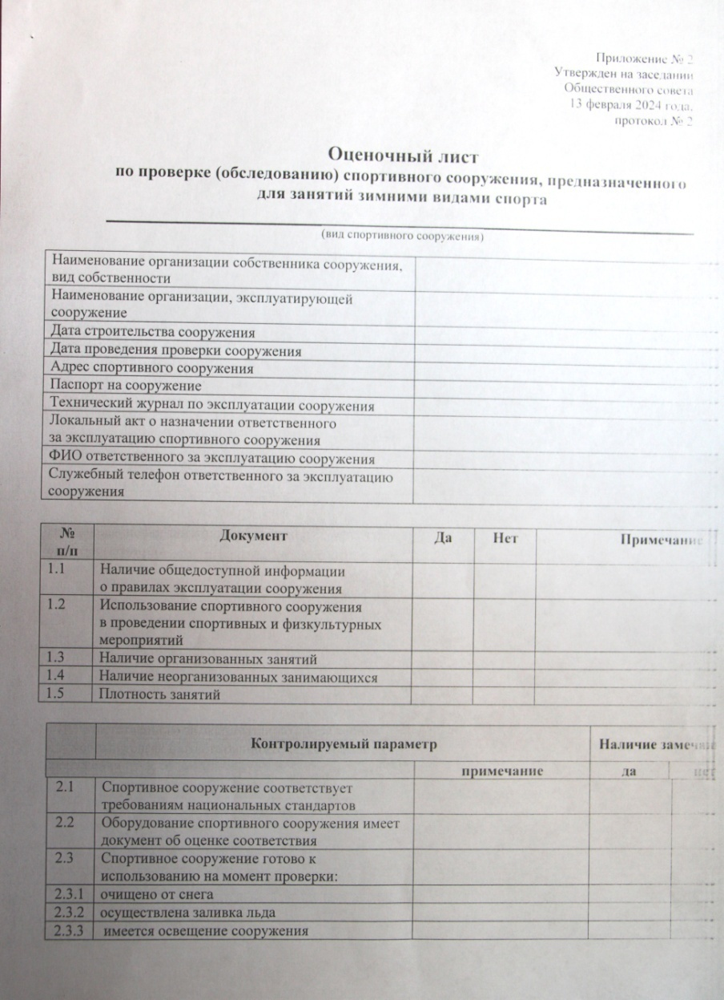 Приложение № 2
Утвержден на заседании
Общественного совета
13 февраля 2024 года,
протокол № 2
Оценочный лист
по проверке (обследованию) спортивного сооружения, предназначенного
для занятий зимними видами спорта
(вид спортивного сооружения)
Наименование организации собственника сооружения,
вид собственности
Наименование организации, эксплуатирующей
сооружение
Дата строительства сооружения
Дата проведения проверки сооружения
Адрес спортивного сооружения
Паспорт на сооружение
Технический журнал по эксплуатации сооружения
Локальный акт о назначении ответственного
за эксплуатацию спортивного сооружения
ФИО ответственного за эксплуатацию сооружения
Служебный телефон ответственного за эксплуатацию
сооружения
№ Документ Да Нет Примечание
п/п
1.1 Наличие общедоступной информации
о правилах эксплуатации сооружения
1.2 Использование спортивного сооружения
в проведении спортивных и физкультурных
мероприятий
1.3 Наличие организованных занятий
1.4 Наличие неорганизованных занимающихся
1.5 Плотность занятий
Контролируемый параметр Наличие
примечание да нет
2.1 Спортивное сооружение соответствует
требованиям национальных стандартов
2.2 Оборудование спортивного сооружения имеет
документ об оценке соответствия
2.3 Спортивное сооружение готово к
использованию на момент проверки:
2.3.1 очищено от снега
2.3.2 осуществлена заливка льда
2.3.3 имеется освещение сооружения